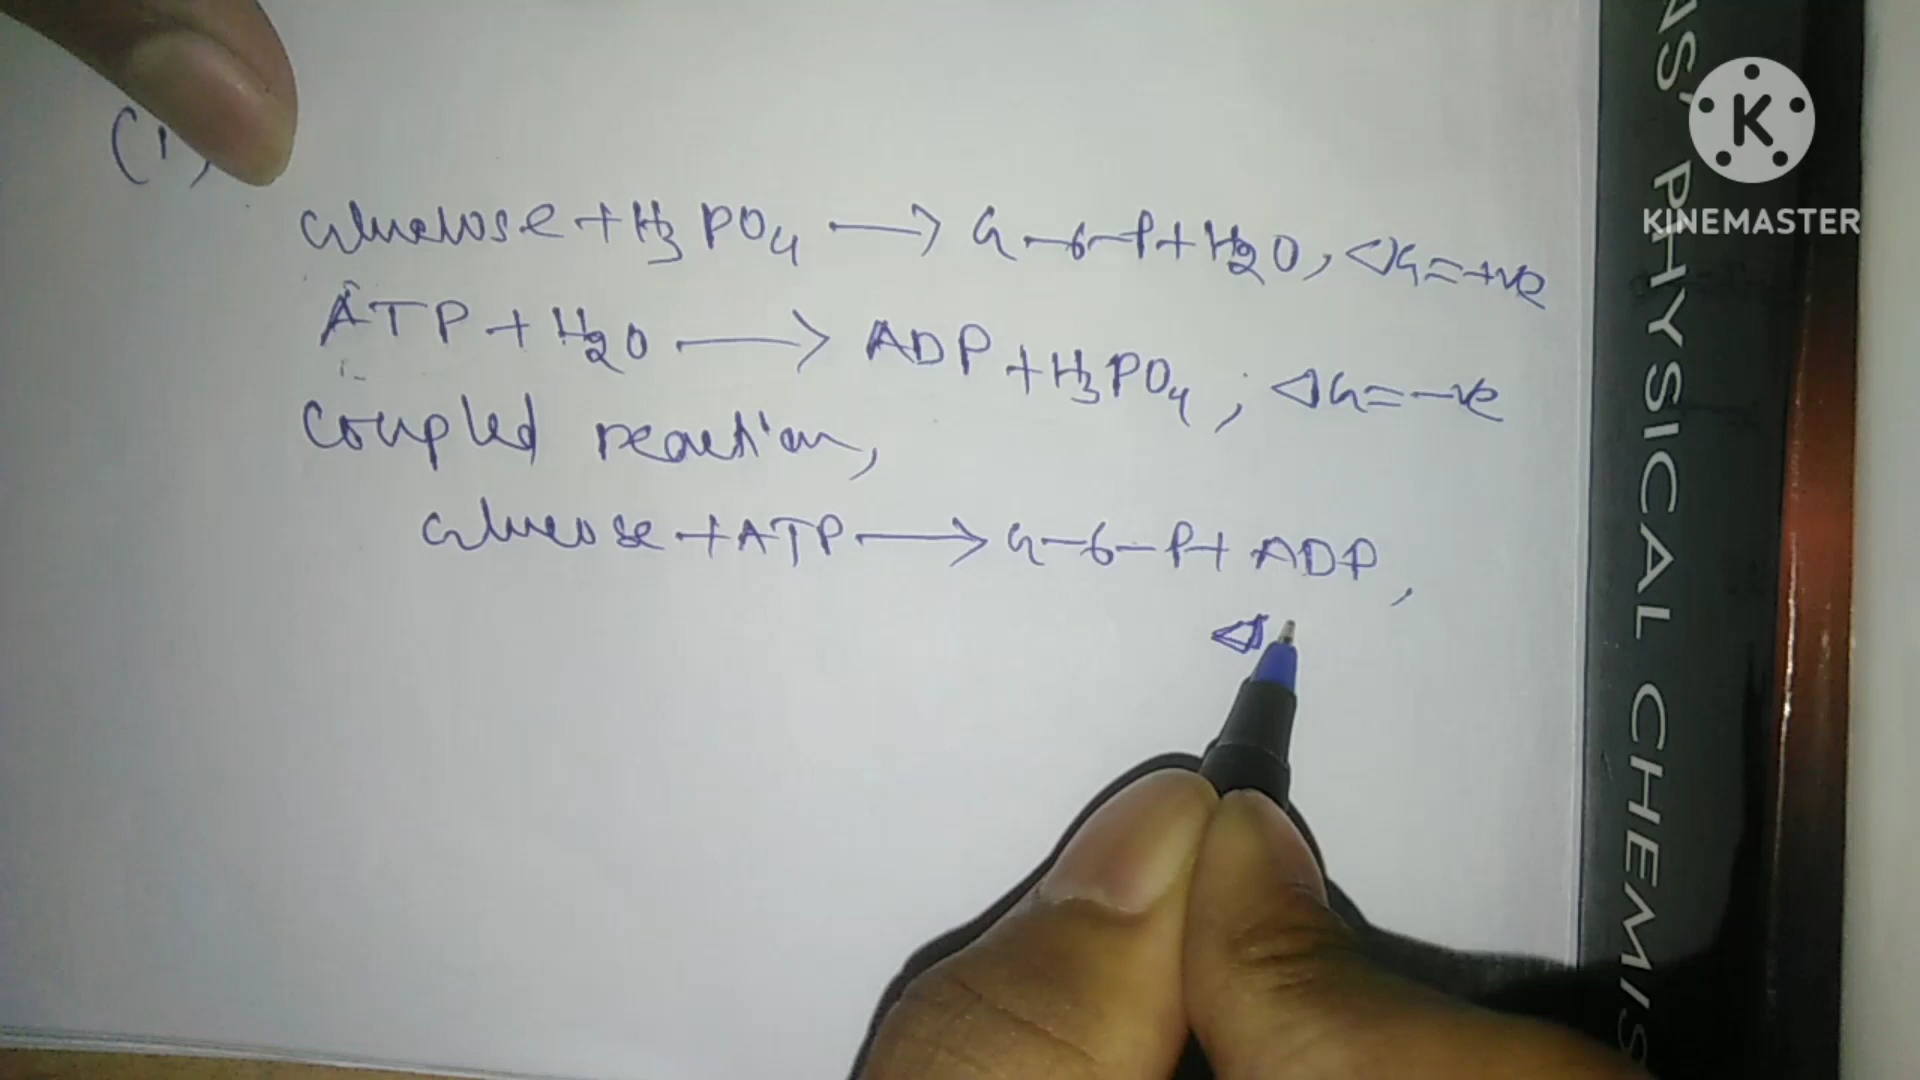 (i)
Glucose + H3PO4 → G-6-P + H2O, ΔG = +ve
ATP + H2O → ADP + H3PO4; ΔG = -ve
Coupled reaction,
Glucose + ATP → G-6-P + ADP,
Δ
NS' PHYSICAL CHEMIS
K
KINEMASTER